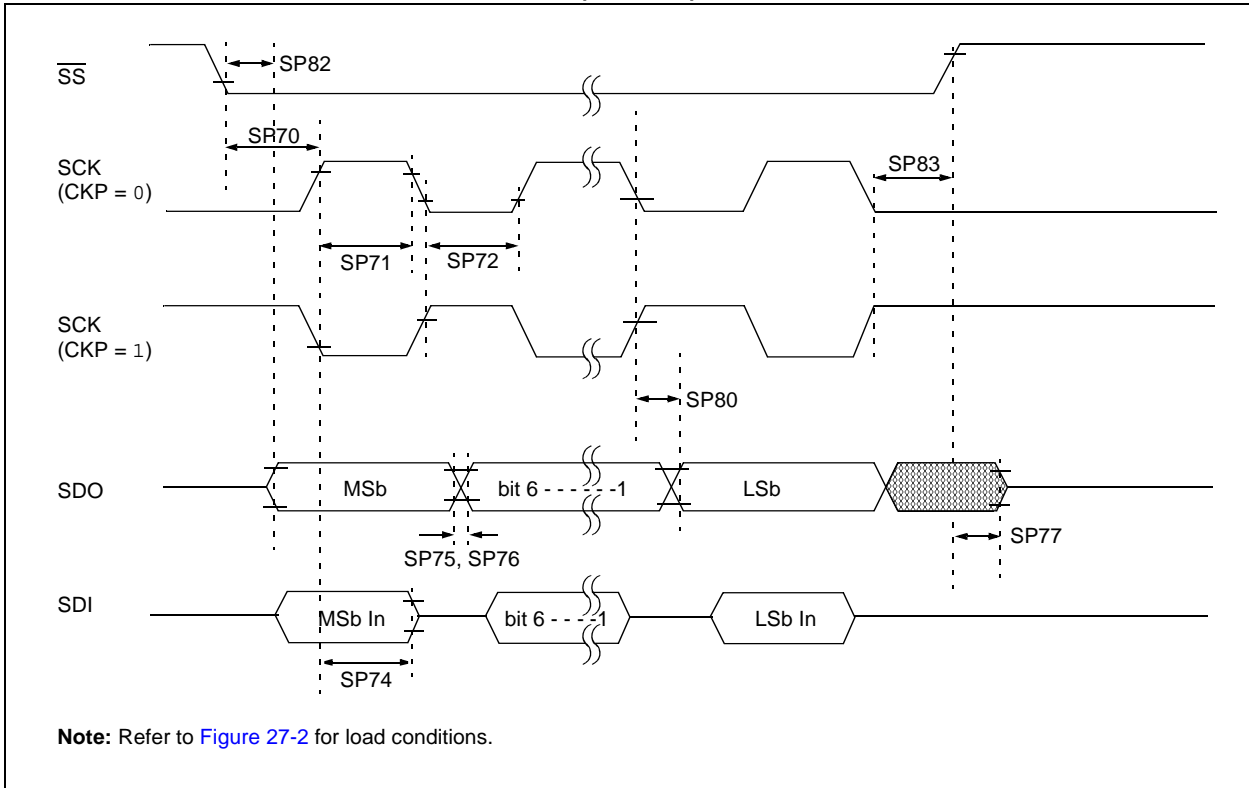 SP82
SS
SP70
SCK
(CKP = 0)
SP83
SP71
SP72
SCK
(CKP = 1)
SP80
SDO
MSb
bit 6 - - - - - -1
LSb
SP77
SP75, SP76
SDI
MSb In
bit 6 - - - -1
LSb In
SP74
Note: Refer to Figure 27-2 for load conditions.